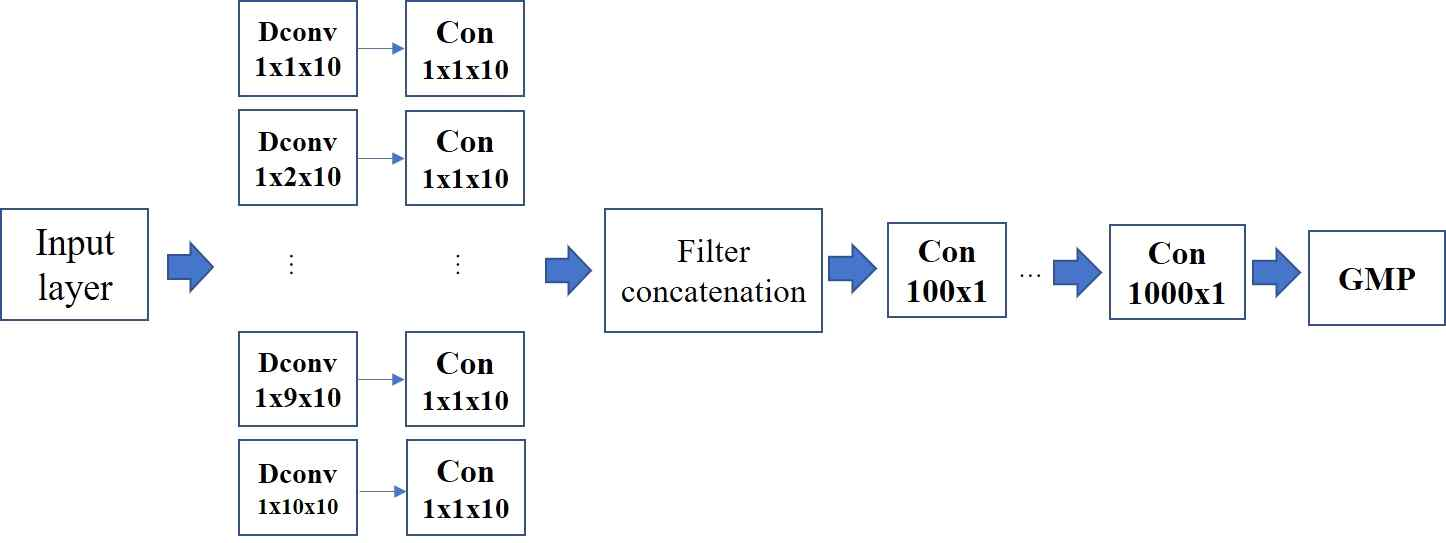 Input
layer
Dconv
1x1x10
Con
1x1x10
Dconv
1x2x10
Con
1x1x10
⋮
⋮
Dconv
1x9x10
Con
1x1x10
Dconv
1x10x10
Con
1x1x10
Filter
concatenation
Con
100x1
...
Con
1000x1
GMP